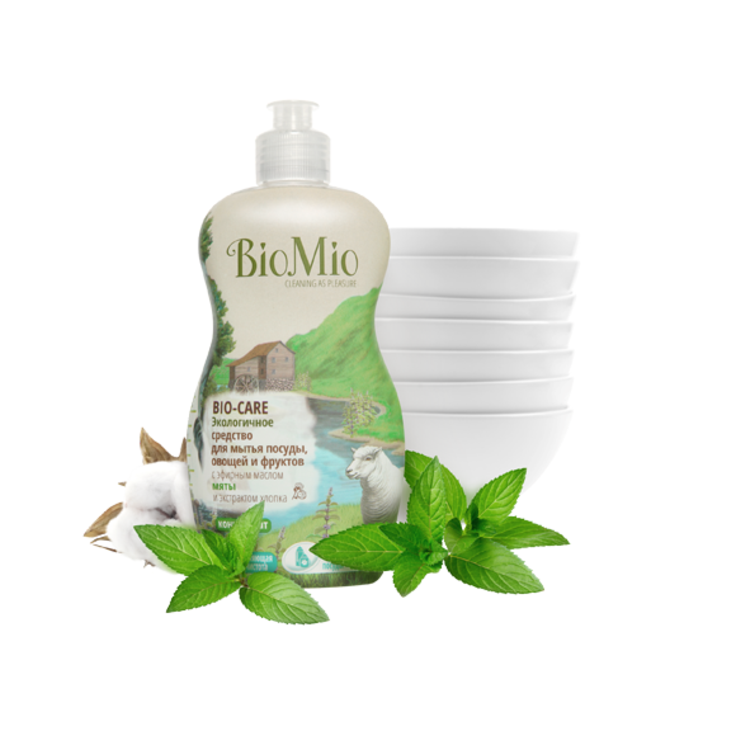 BioMio
CLEANING AS PLEASURE
BIO-CARE
Экологичное
средство
для мытья посуды,
овощей и фруктов
с эфирным маслом
мяты
и экстрактом хлопка